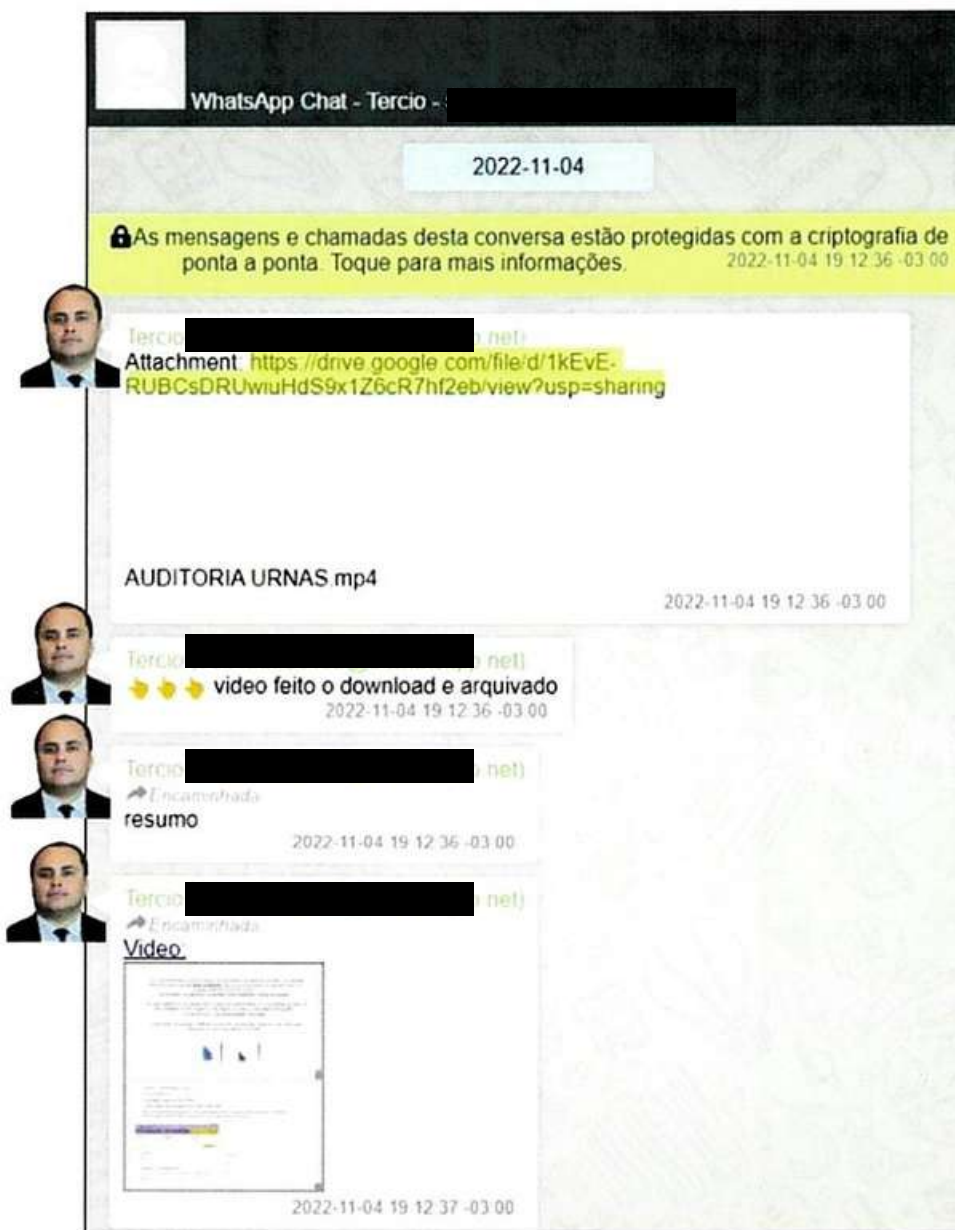 WhatsApp Chat - Tercio -
2022-11-04
As mensagens e chamadas desta conversa estão protegidas com a criptografia de
ponta a ponta. Toque para mais informações.
2022-11-04 19 12 36 -03 00
Tercio
net)
Attachment: https://drive.google.com/file/d/1kEvE-
RUBCsDRUwiuHdS9x1Z6cR7hf2eb/view?usp=sharing
AUDITORIA URNAS.mp4
2022-11-04 19 12 36 -03 00
Tercio
net)
👆👆👆 video feito o download e arquivado
2022-11-04 19 12 36 -03 00
Tercio
net)
Encaminhada
resumo
2022-11-04 19 12 36 -03 00
Tercio
net)
Encaminhada
Video:
2022-11-04 19 12 37 -03 00